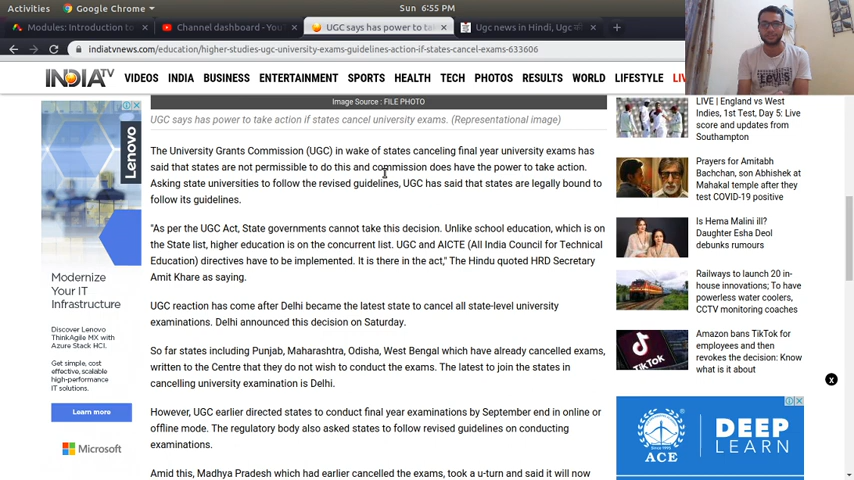 Activities
Google Chrome
Sun 6:55 PM
Modules: Introduction to
Channel dashboard - YouT
UGC says has power to tak
Ugc news in Hindi, Ugc
indiatvnews.com/education/higher-studies-ugc-university-exams-guidelines-action-if-states-cancel-exams-633606
INDIA TV
VIDEOS INDIA BUSINESS ENTERTAINMENT SPORTS HEALTH TECH PHOTOS RESULTS WORLD LIFESTYLE
Image Source : FILE PHOTO
UGC says has power to take action if states cancel university exams. (Representational image)
The University Grants Commission (UGC) in wake of states canceling final year university exams has
said that states are not permissible to do this and commission does have the power to take action.
Asking state universities to follow the revised guidelines, UGC has said that states are legally bound to
follow its guidelines.
"As per the UGC Act, State governments cannot take this decision. Unlike school education, which is on
the State list, higher education is on the concurrent list. UGC and AICTE (All India Council for Technical
Education) directives have to be implemented. It is there in the act," The Hindu quoted HRD Secretary
Amit Khare as saying.
UGC reaction has come after Delhi became the latest state to cancel all state-level university
examinations. Delhi announced this decision on Saturday.
So far states including Punjab, Maharashtra, Odisha, West Bengal which have already cancelled exams,
written to the Centre that they do not wish to conduct the exams. The latest to join the states in
cancelling university examination is Delhi.
However, UGC earlier directed states to conduct final year examinations by September end in online or
offline mode. The regulatory body also asked states to follow revised guidelines on conducting
examinations.
Amid this, Madhya Pradesh which had earlier cancelled the exams, took a u-turn and said it will now
Lenovo
Modernize
Your IT
Infrastructure
Discover Lenovo
ThinkAgile MX with
Azure Stack HCI.
Get simple, cost
effective, scalable
high-performance
IT solutions.
Learn more
Microsoft
LIVE | England vs West
Indies, 1st Test, Day 5: Live
score and updates from
Southampton
Prayers for Amitabh
Bachchan, son Abhishek at
Mahakal temple after they
test COVID-19 positive
Is Hema Malini ill?
Daughter Esha Deol
debunks rumours
Railways to launch 20 in-
house innovations; To have
powerless water coolers,
CCTV monitoring coaches
TikTok
Amazon bans TikTok for
employees and then
revokes the decision: Know
what is it about
x
ACE
DEEP
LEARN